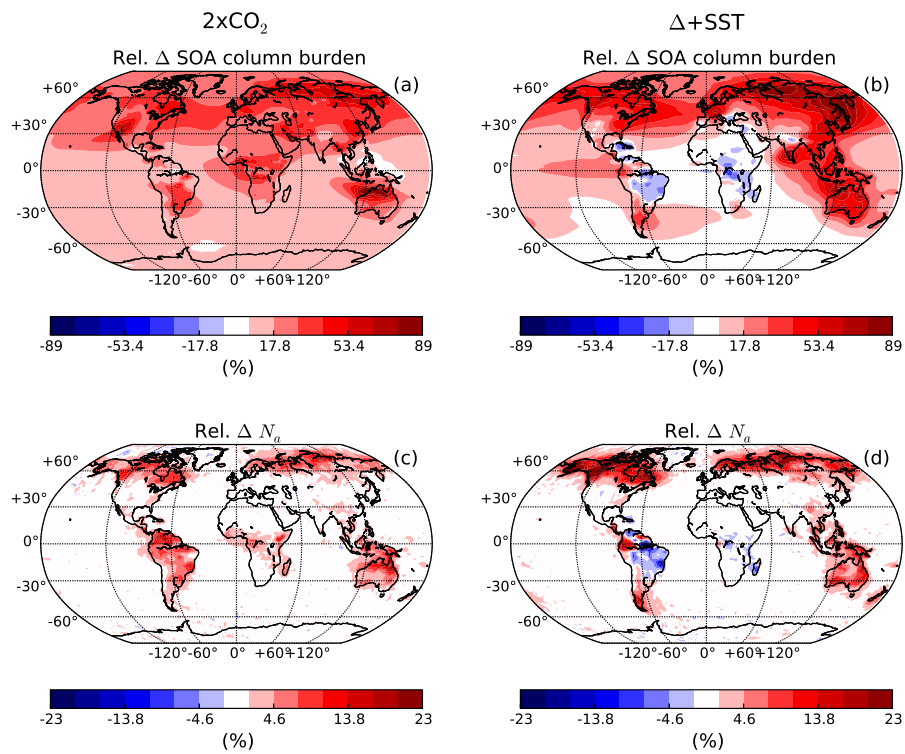 2xCO₂ Δ+SST
Rel. Δ SOA column burden Rel. Δ SOA column burden
(a) (b)
+60° +60°
+30° +30°
0° 0°
-30° -30°
-60° -60°
-120° -60° 0° +60° +120° -120° -60° 0° +60° +120°
-89 -53.4 -17.8 17.8 53.4 89 -89 -53.4 -17.8 17.8 53.4 89
(%) (%)
Rel. Δ Nₐ Rel. Δ Nₐ
(c) (d)
+60° +60°
+30° +30°
0° 0°
-30° -30°
-60° -60°
-120° -60° 0° +60° +120° -120° -60° 0° +60° +120°
-23 -13.8 -4.6 4.6 13.8 23 -23 -13.8 -4.6 4.6 13.8 23
(%) (%)